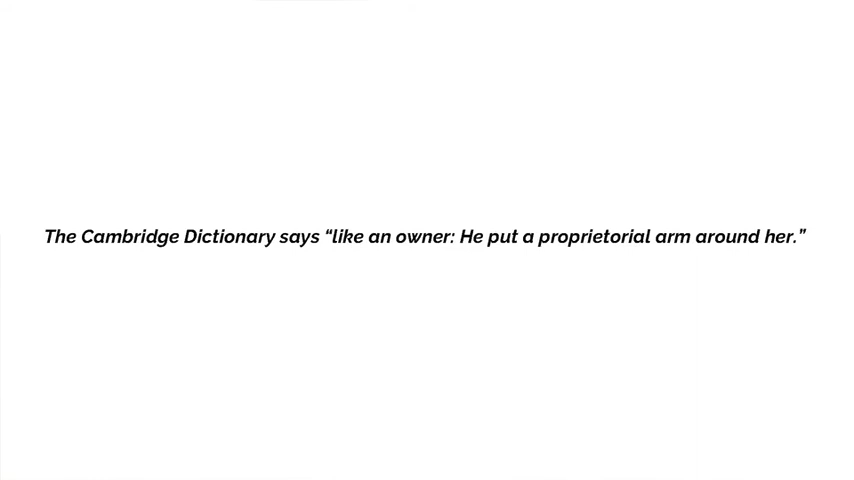 The Cambridge Dictionary says “like an owner: He put a proprietorial arm around her.”